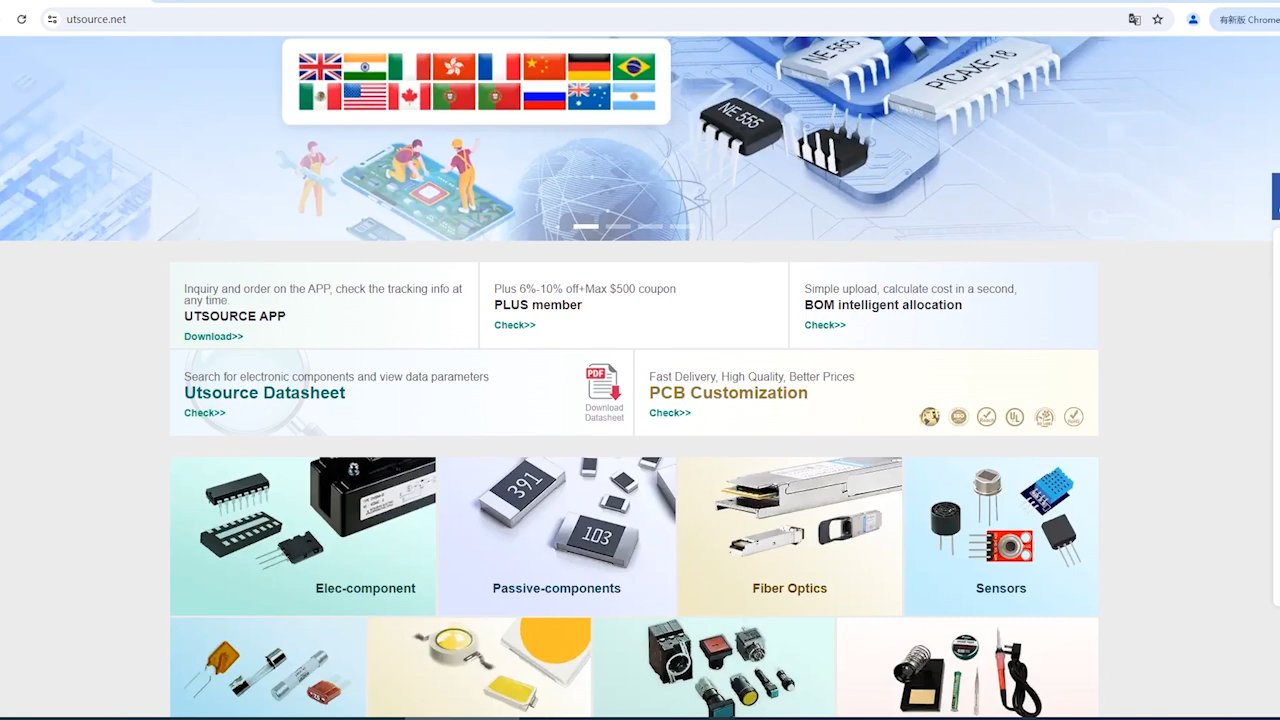 utsource.net
有新版 Chrome
NE 555
PICAXE-18
NE 555
Inquiry and order on the APP, check the tracking info at
any time.
UTSOURCE APP
Download>>
Plus 6%-10% off+Max $500 coupon
PLUS member
Check>>
Simple upload, calculate cost in a second,
BOM intelligent allocation
Check>>
Search for electronic components and view data parameters
Utsource Datasheet
Check>>
PDF
Download
Datasheet
Fast Delivery, High Quality, Better Prices
PCB Customization
Check>>
UL
391
103
Elec-component
Passive-components
Fiber Optics
Sensors